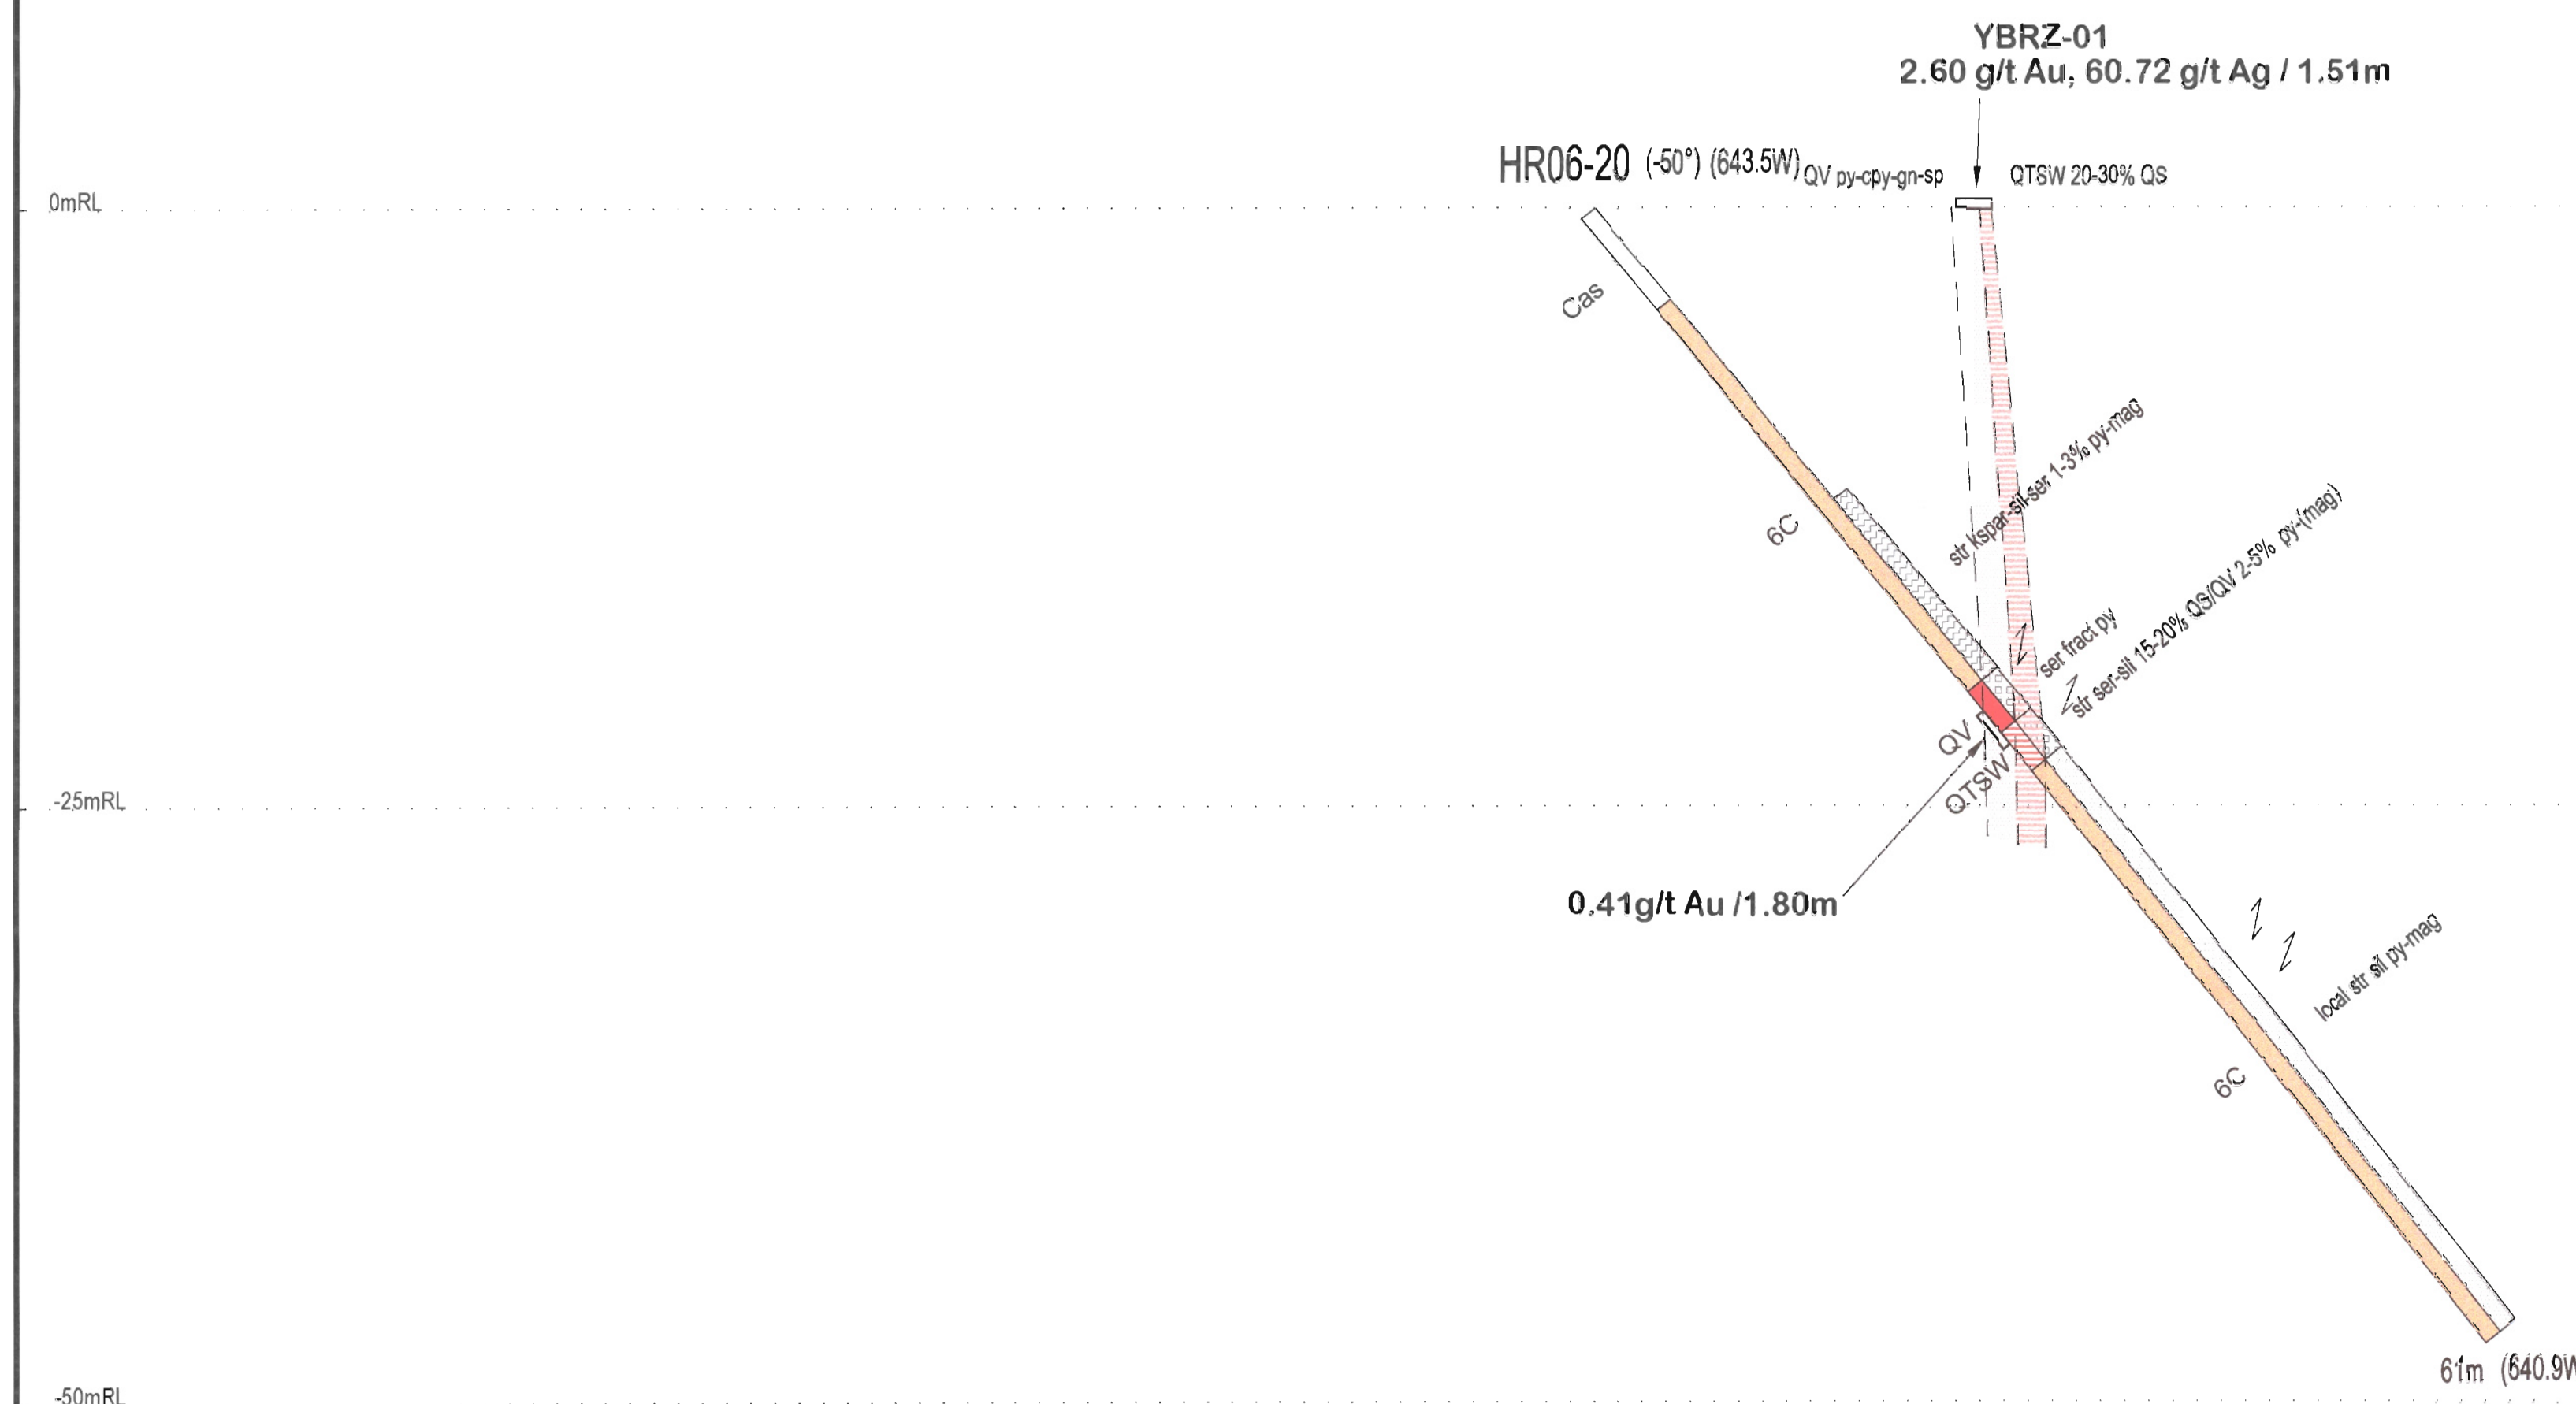 YBRZ-01
2.60 g/t Au, 60.72 g/t Ag / 1.51m
HR06-20 (-50°) (643.5W)
QV py-cpy-gn-sp
QTSW 20-30% QS
0mRL
Cas
str kspar-sil-ser 1-3% py-mag
6C
str ser-sil 15-20% QS/QV 2-5% py-(mag)
ser fract py
QV
QTSW
-25mRL
0.41g/t Au /1.80m
local str sil py-mag
6C
61m (640.9W
-50mRL